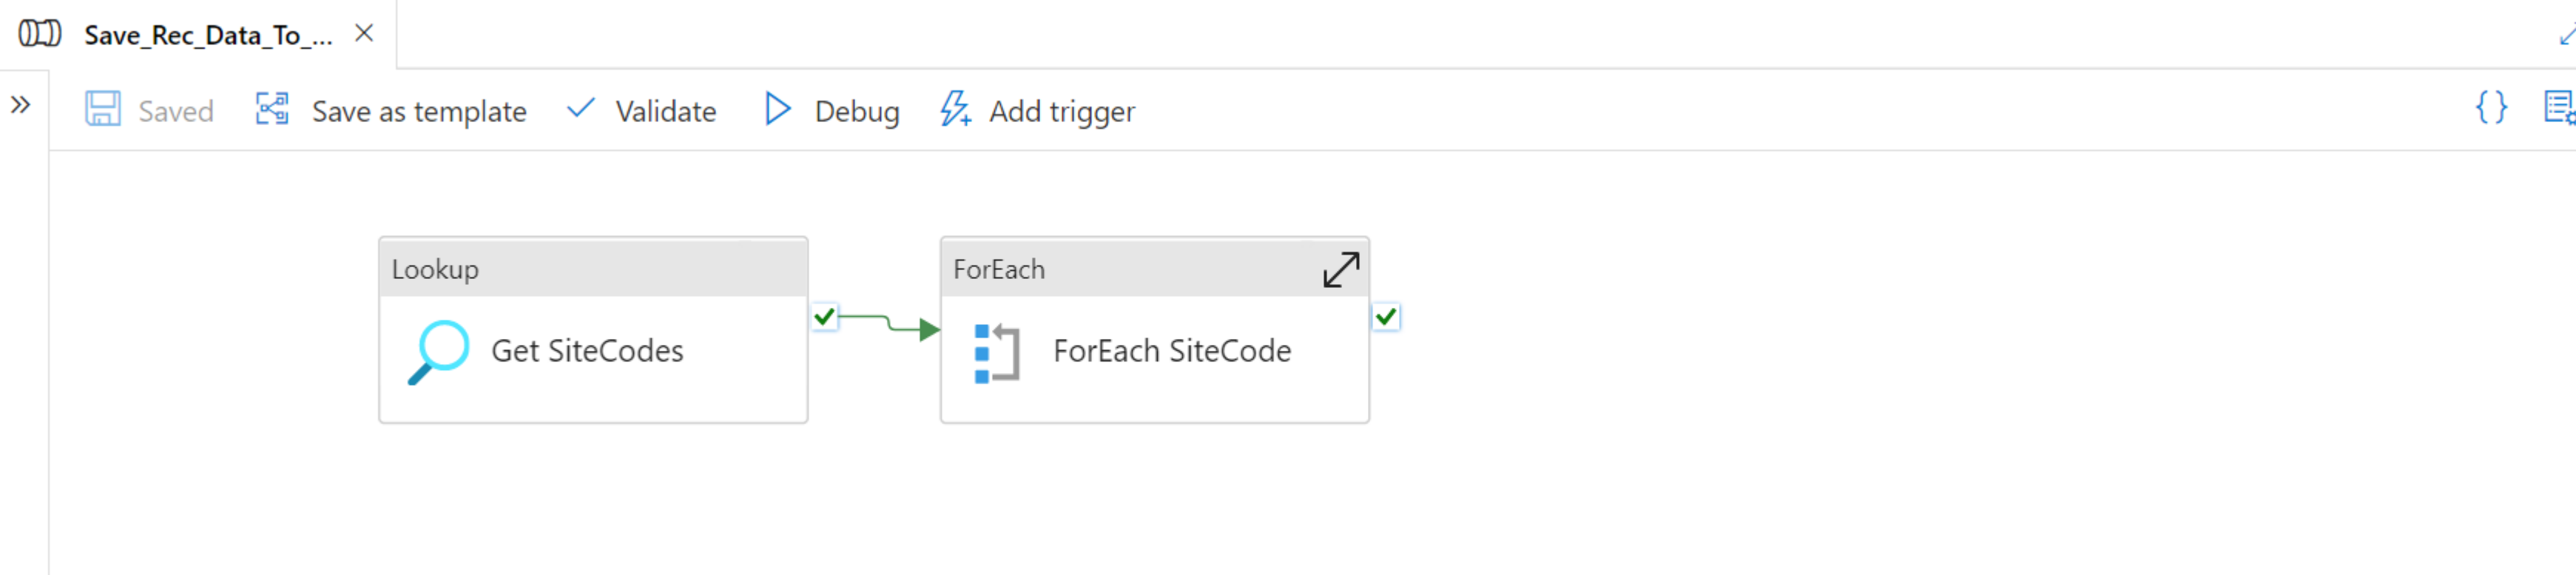 Save_Rec_Data_To_...
Saved Save as template Validate Debug Add trigger
Lookup ForEach
Get SiteCodes ForEach SiteCode